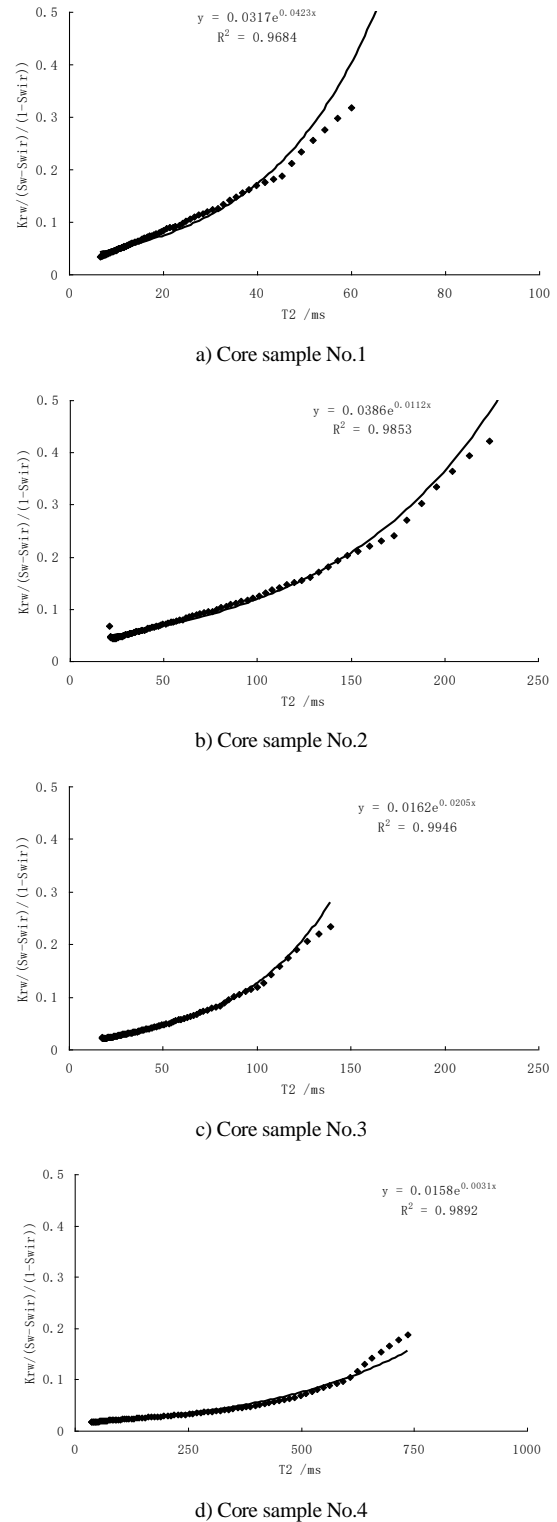 y = 0.0317e^0.0423x
R² = 0.9684
0.5
0.4
0.3
0.2
0.1
0
Krw/(Sw-Swir)/(1-Swir))
0 20 40 60 80 100
T2 /ms
a) Core sample No.1
y = 0.0386e^0.0112x
R² = 0.9853
0.5
0.4
0.3
0.2
0.1
0
Krw/(Sw-Swir)/(1-Swir))
0 50 100 150 200 250
T2 /ms
b) Core sample No.2
y = 0.0162e^0.0205x
R² = 0.9946
0.5
0.4
0.3
0.2
0.1
0
Krw/(Sw-Swir)/(1-Swir))
0 50 100 150 200 250
T2 /ms
c) Core sample No.3
y = 0.0158e^0.0031x
R² = 0.9892
0.5
0.4
0.3
0.2
0.1
0
Krw/(Sw-Swir)/(1-Swir))
0 250 500 750 1000
T2 /ms
d) Core sample No.4